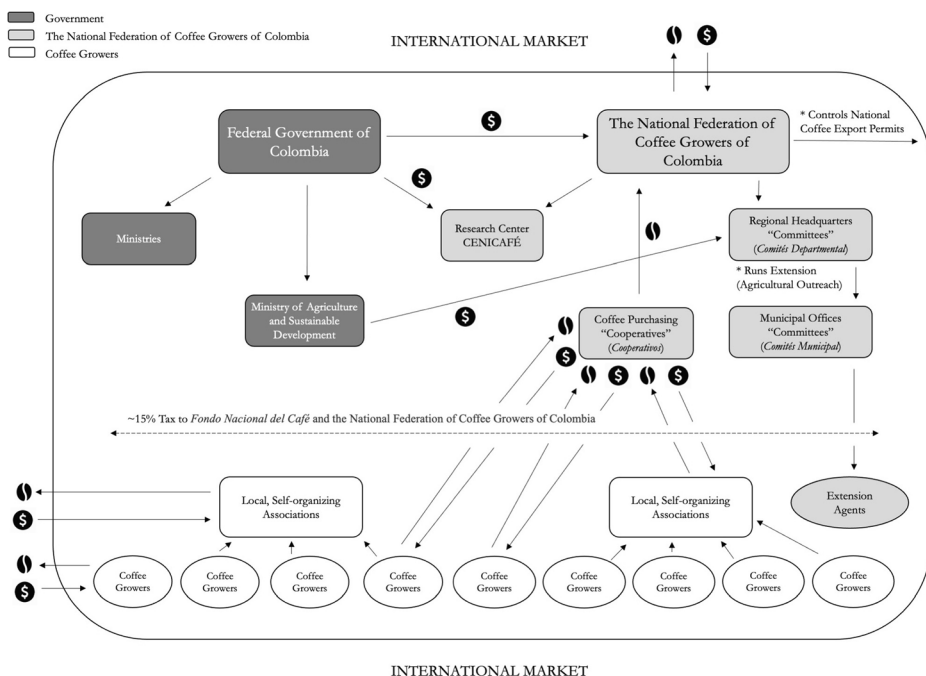 Government
The National Federation of Coffee Growers of Colombia
Coffee Growers
INTERNATIONAL MARKET
$
$
Federal Government of
Colombia
The National Federation of
Coffee Growers of
Colombia
* Controls National
Coffee Export Permits
$
Ministries
Research Center
CENICAFÉ
Regional Headquarters
“Committees”
(Comités Departmental)
* Runs Extension
(Agricultural Outreach)
Ministry of Agriculture
and Sustainable
Development
$
Coffee Purchasing
“Cooperatives”
(Cooperativos)
Municipal Offices
“Committees”
(Comités Municipal)
$
$
$
~15% Tax to Fondo Nacional del Café and the National Federation of Coffee Growers of Colombia
Local, Self-organizing
Associations
Local, Self-organizing
Associations
Extension
Agents
$
Coffee
Growers
Coffee
Growers
Coffee
Growers
Coffee
Growers
Coffee
Growers
Coffee
Growers
Coffee
Growers
Coffee
Growers
Coffee
Growers
$
INTERNATIONAL MARKET